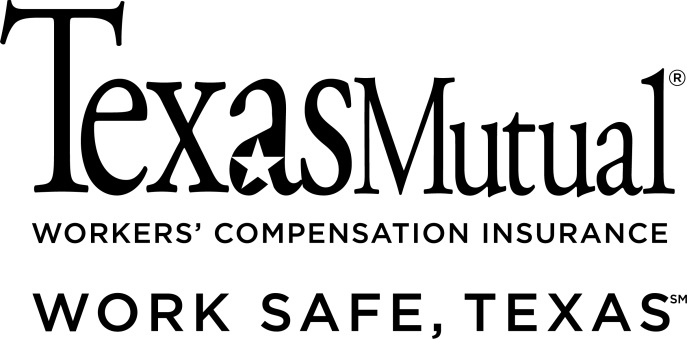 TexasMutual®
WORKERS' COMPENSATION INSURANCE
WORK SAFE, TEXAS℠